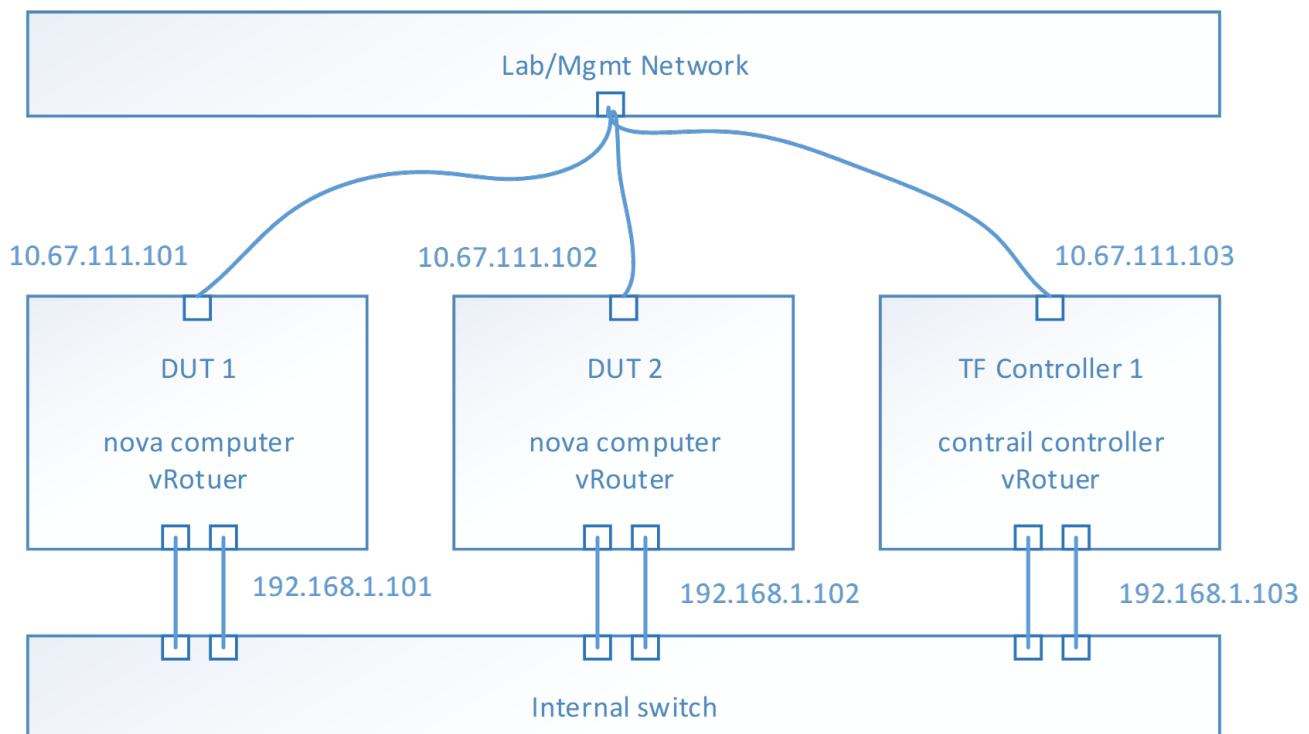 Lab/Mgmt Network
10.67.111.101
10.67.111.102
10.67.111.103
DUT 1
nova computer
vRotuer
DUT 2
nova computer
vRouter
TF Controller 1
contrail controller
vRotuer
192.168.1.101
192.168.1.102
192.168.1.103
Internal switch